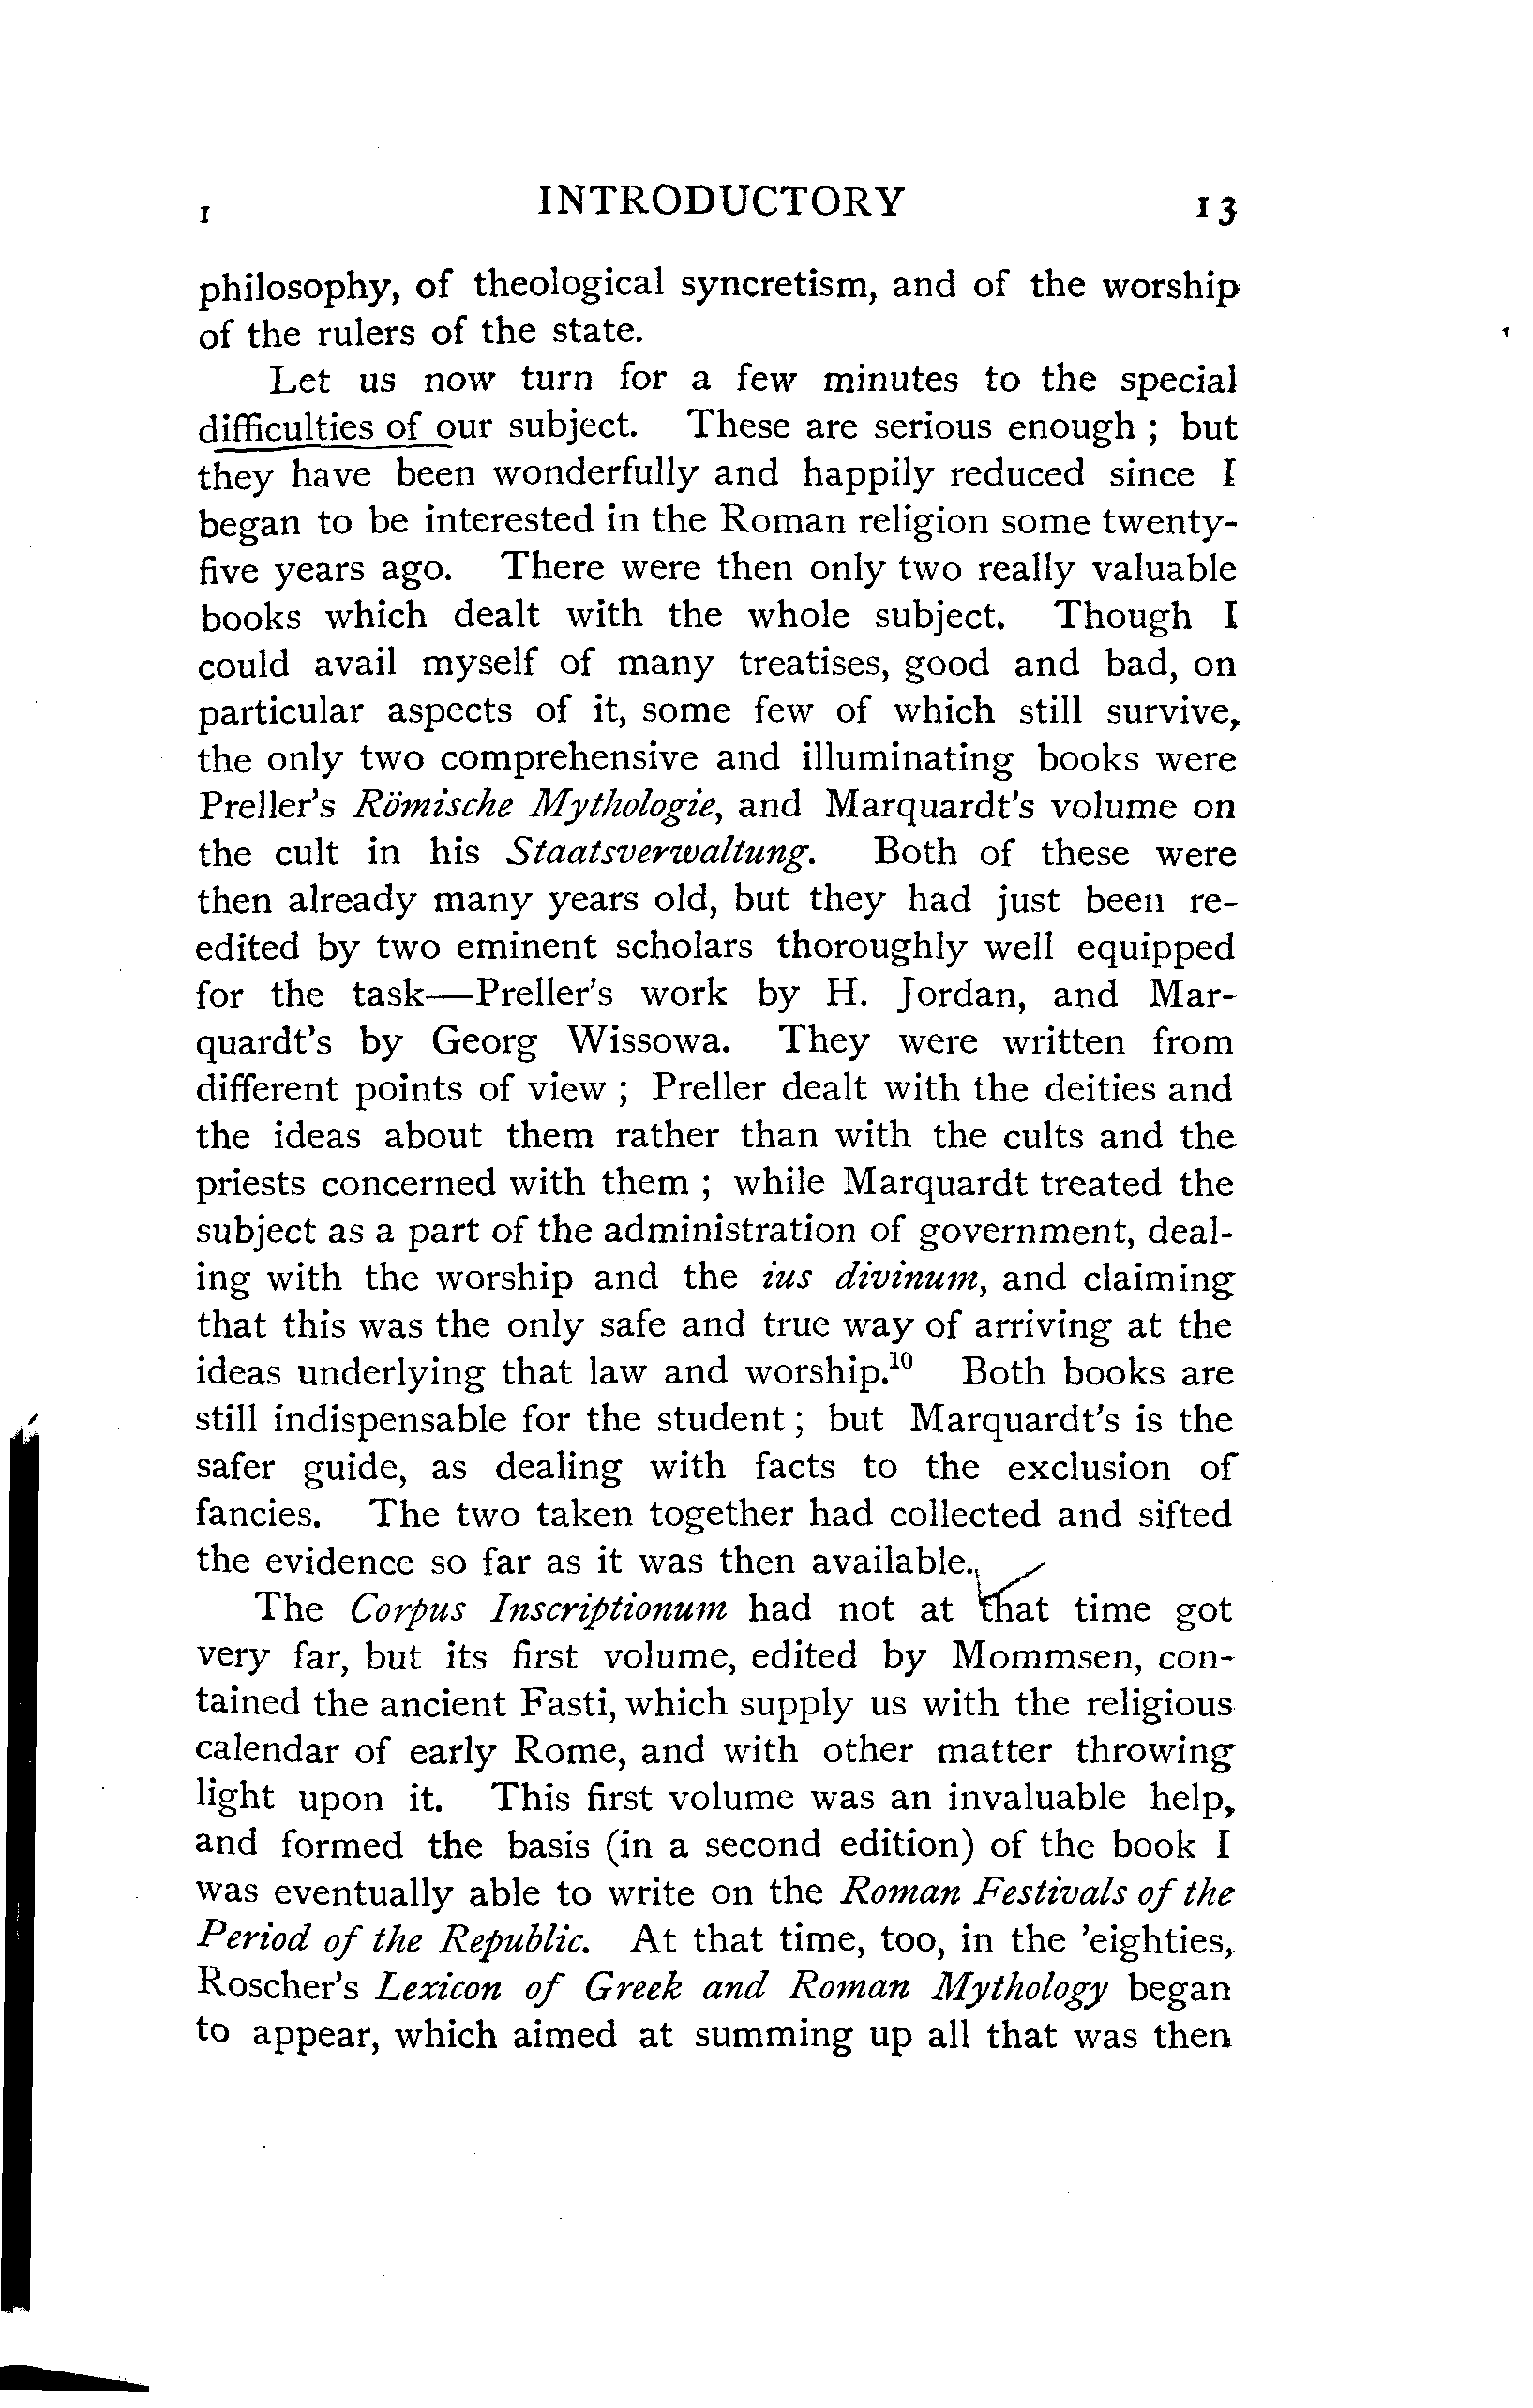 I INTRODUCTORY 13
philosophy, of theological syncretism, and of the worship
of the rulers of the state.
Let us now turn for a few minutes to the special
difficulties of our subject. These are serious enough ; but
they have been wonderfully and happily reduced since I
began to be interested in the Roman religion some twenty-
five years ago. There were then only two really valuable
books which dealt with the whole subject. Though I
could avail myself of many treatises, good and bad, on
particular aspects of it, some few of which still survive,
the only two comprehensive and illuminating books were
Preller's Römische Mythologie, and Marquardt's volume on
the cult in his Staatsverwaltung. Both of these were
then already many years old, but they had just been re-
edited by two eminent scholars thoroughly well equipped
for the task—Preller's work by H. Jordan, and Mar-
quardt's by Georg Wissowa. They were written from
different points of view ; Preller dealt with the deities and
the ideas about them rather than with the cults and the
priests concerned with them ; while Marquardt treated the
subject as a part of the administration of government, deal-
ing with the worship and the ius divinum, and claiming
that this was the only safe and true way of arriving at the
ideas underlying that law and worship.¹⁰ Both books are
still indispensable for the student ; but Marquardt's is the
safer guide, as dealing with facts to the exclusion of
fancies. The two taken together had collected and sifted
the evidence so far as it was then available.
The Corpus Inscriptionum had not at that time got
very far, but its first volume, edited by Mommsen, con-
tained the ancient Fasti, which supply us with the religious
calendar of early Rome, and with other matter throwing
light upon it. This first volume was an invaluable help,
and formed the basis (in a second edition) of the book I
was eventually able to write on the Roman Festivals of the
Period of the Republic. At that time, too, in the 'eighties,
Roscher's Lexicon of Greek and Roman Mythology began
to appear, which aimed at summing up all that was then